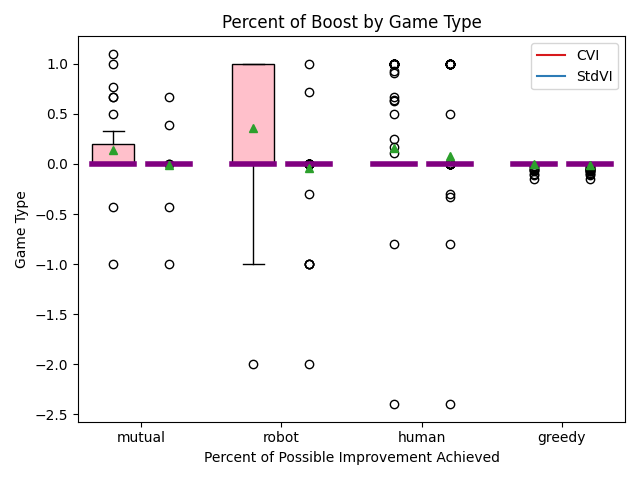 Percent of Boost by Game Type
CVI
StdVI
1.0
0.5
0.0
−0.5
−1.0
−1.5
−2.0
−2.5
Game Type
mutual robot human greedy
Percent of Possible Improvement Achieved